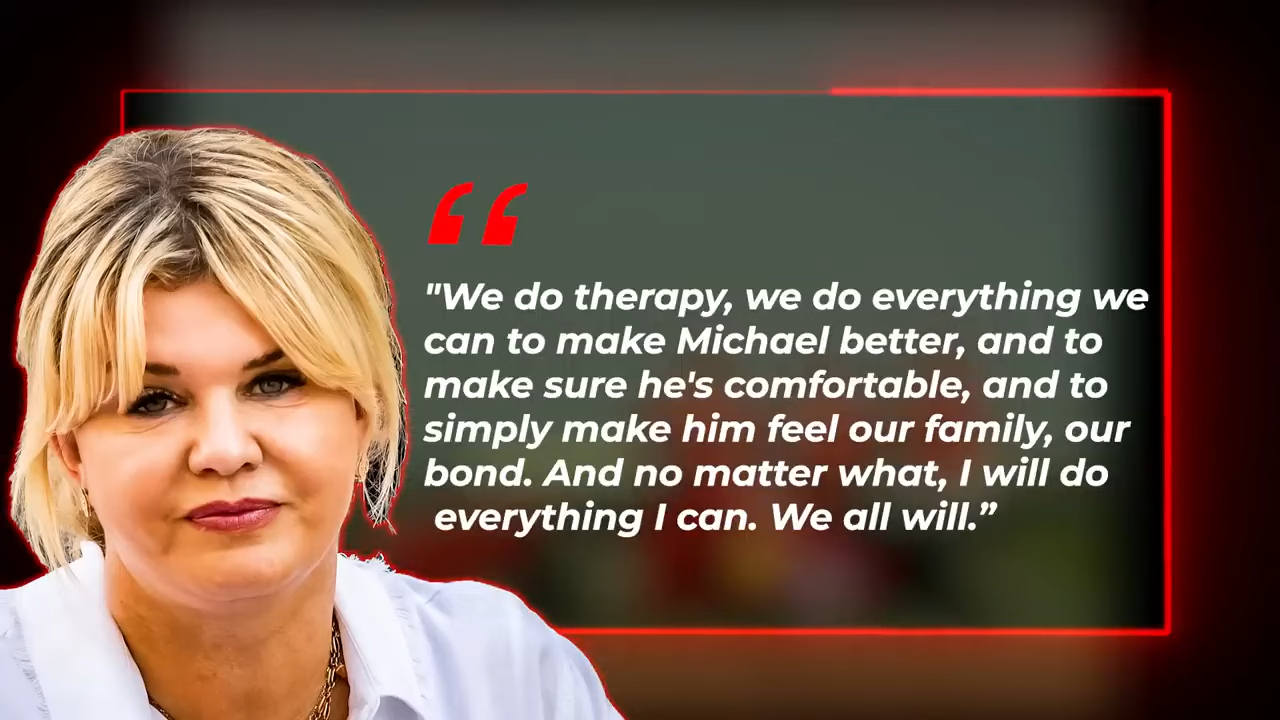 “
"We do therapy, we do everything we
can to make Michael better, and to
make sure he's comfortable, and to
simply make him feel our family, our
bond. And no matter what, I will do
everything I can. We all will.”